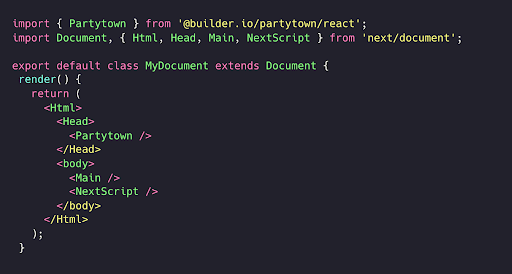 import { Partytown } from '@builder.io/partytown/react';
import Document, { Html, Head, Main, NextScript } from 'next/document';

export default class MyDocument extends Document {
 render() {
   return (
     <Html>
       <Head>
         <Partytown />
       </Head>
       <body>
         <Main />
         <NextScript />
       </body>
     </Html>
   );
 }